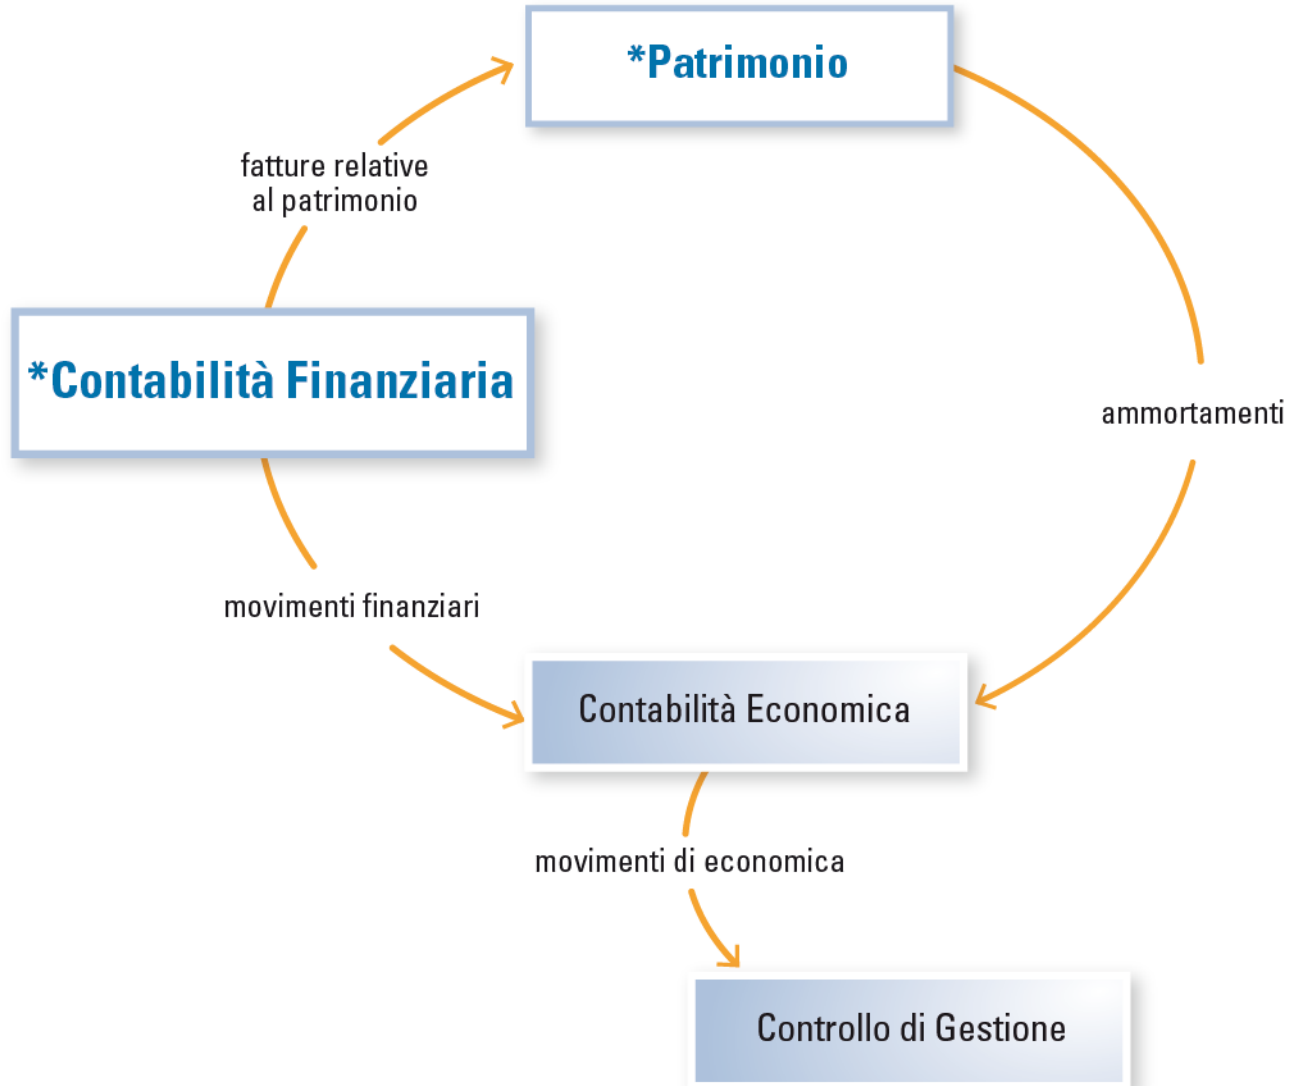 *Patrimonio
fatture relative
al patrimonio
*Contabilità Finanziaria
ammortamenti
movimenti finanziari
Contabilità Economica
movimenti di economica
Controllo di Gestione